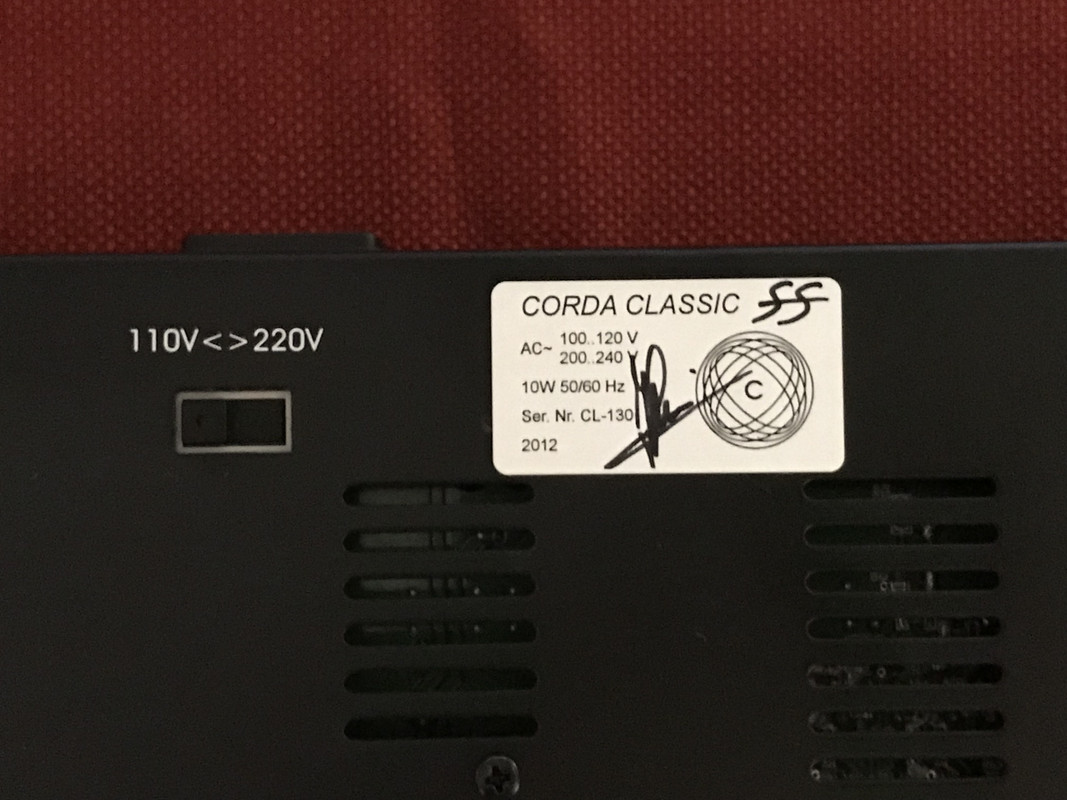 CORDA CLASSIC
110V<>220V
AC~ 100..120 V
200..240 V
10W 50/60 Hz
Ser. Nr. CL-130
2012
C